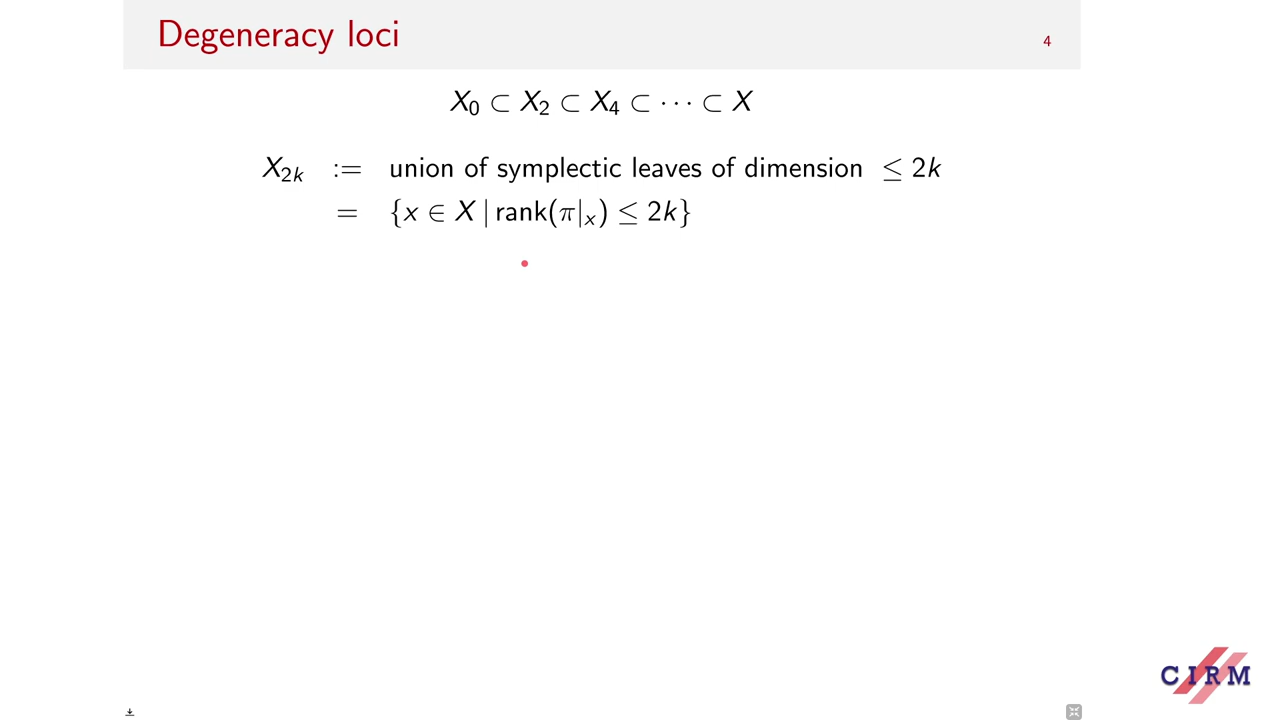 Degeneracy loci
4
X₀ ⊂ X₂ ⊂ X₄ ⊂ ··· ⊂ X
X₂ₖ := union of symplectic leaves of dimension ≤ 2k
= {x ∈ X | rank(π|ₓ) ≤ 2k}
CIRM